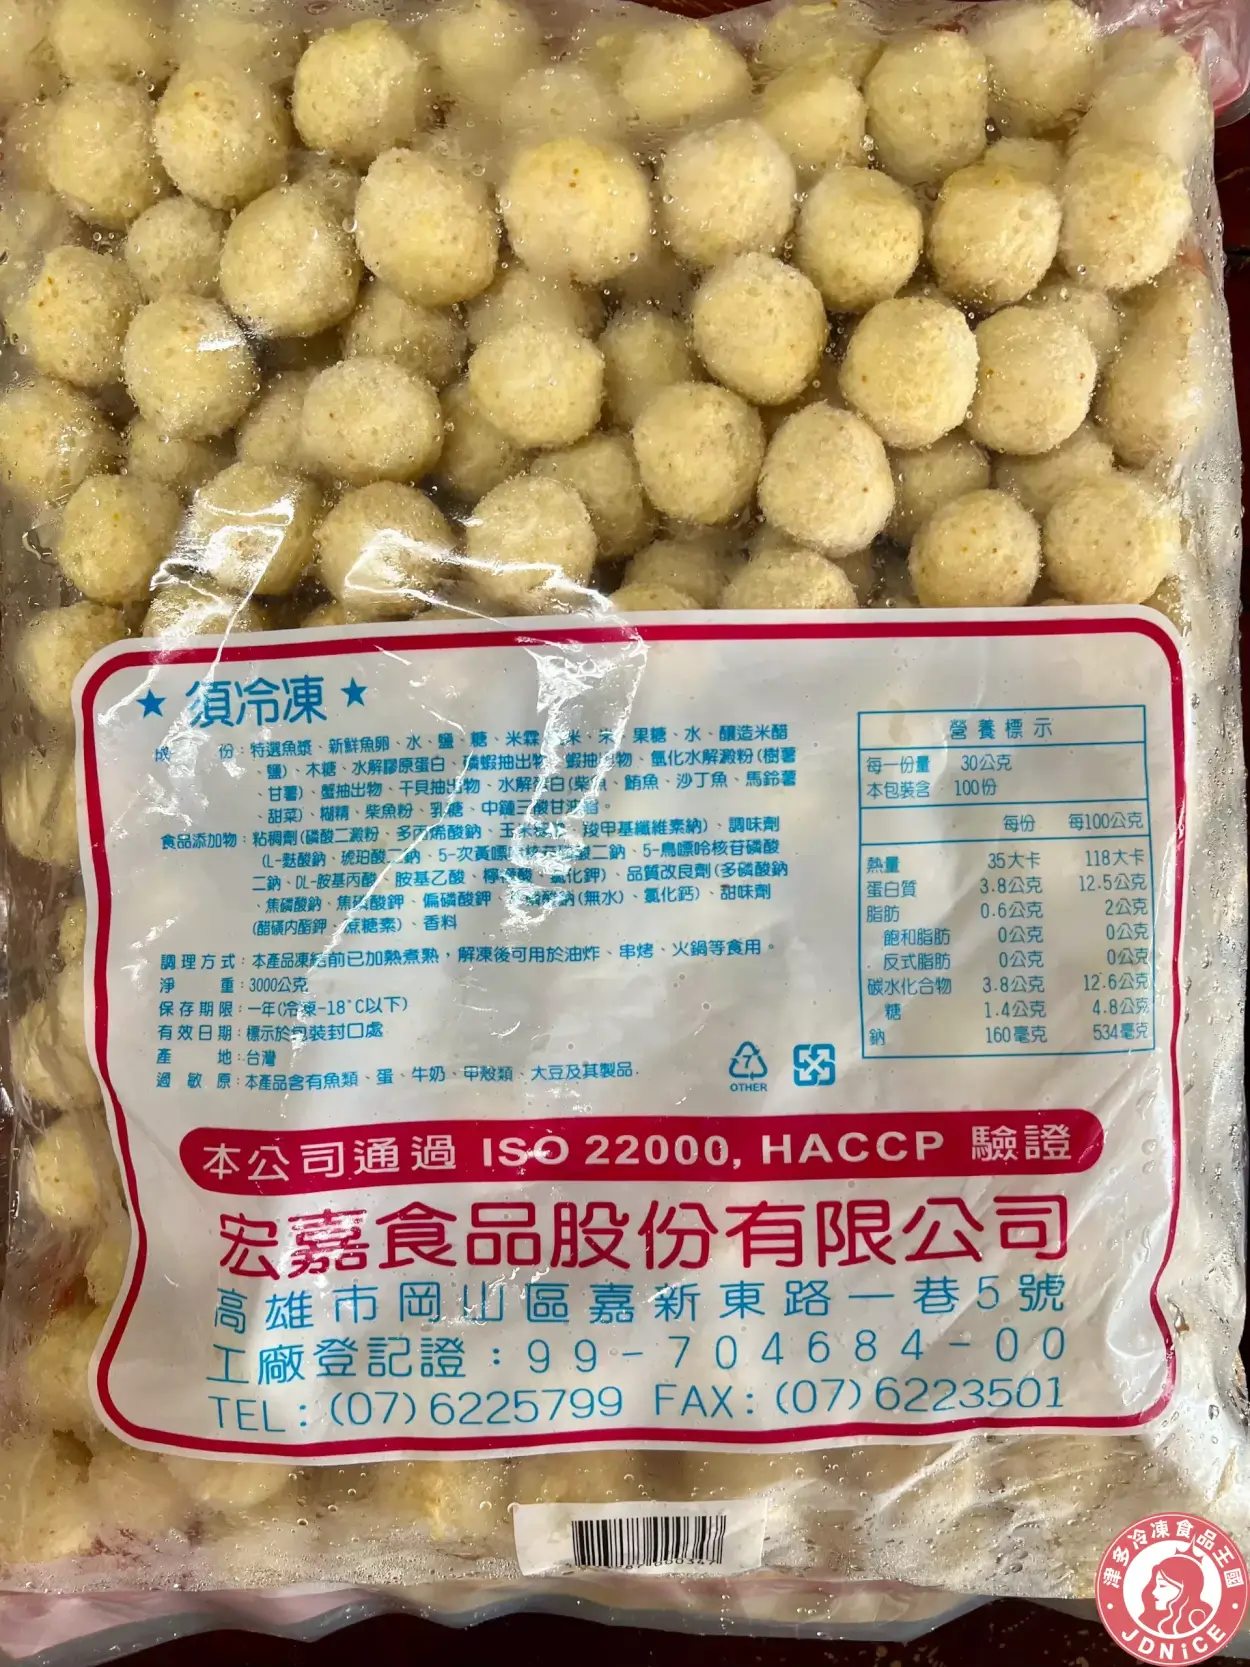 ★ 須冷凍 ★
成 份：特選魚漿、新鮮魚卵、水、鹽、糖、米霖 米、 果糖、水、釀造米醋
、鹽)、木糖、水解膠原蛋白、 蝦抽出物、蝦抽出物、氫化水解澱粉(樹薯
、甘薯)、蟹抽出物、干貝抽出物、水解蛋白(柴魚、鮪魚、沙丁魚、馬鈴薯
、甜菜)、糊精、柴魚粉、乳糖、中鏈三酸甘油酯。
食品添加物：粘稠劑(磷酸二澱粉、多丙烯酸鈉、玉米 、羧甲基纖維素鈉)、調味劑
(L-麩酸鈉、琥珀酸二鈉、5-次黃嘌呤核苷磷酸二鈉、5-鳥嘌呤核苷磷酸
二鈉、DL-胺基丙酸、胺基乙酸、檸檬酸、氯化鉀)、品質改良劑(多磷酸鈉
、焦磷酸鈉、焦磷酸鉀、偏磷酸鉀、 磷酸鈉(無水)、氯化鈣)、甜味劑
(醋磺內酯鉀、蔗糖素)、香料
調理方式：本產品凍結前已加熱煮熟，解凍後可用於油炸、串烤、火鍋等食用。
淨 重：3000公克
保存期限：一年(冷凍-18°C以下)
有效日期：標示於包裝封口處
產 地：台灣
過 敏 原：本產品含有魚類、蛋、牛奶、甲殼類、大豆及其製品.
營養標示
每一份量 30公克
本包裝含 100份
每份 每100公克
熱量 35大卡 118大卡
蛋白質 3.8公克 12.5公克
脂肪 0.6公克 2公克
飽和脂肪 0公克 0公克
反式脂肪 0公克 0公克
碳水化合物 3.8公克 12.6公克
糖 1.4公克 4.8公克
鈉 160毫克 534毫克
7
OTHER
本公司通過 ISO 22000, HACCP 驗證
宏嘉食品股份有限公司
高雄市岡山區嘉新東路一巷5號
工廠登記證：99-704684-00
TEL：(07)6225799 FAX：(07)6223501
津多冷凍食品王國
JDNiCE